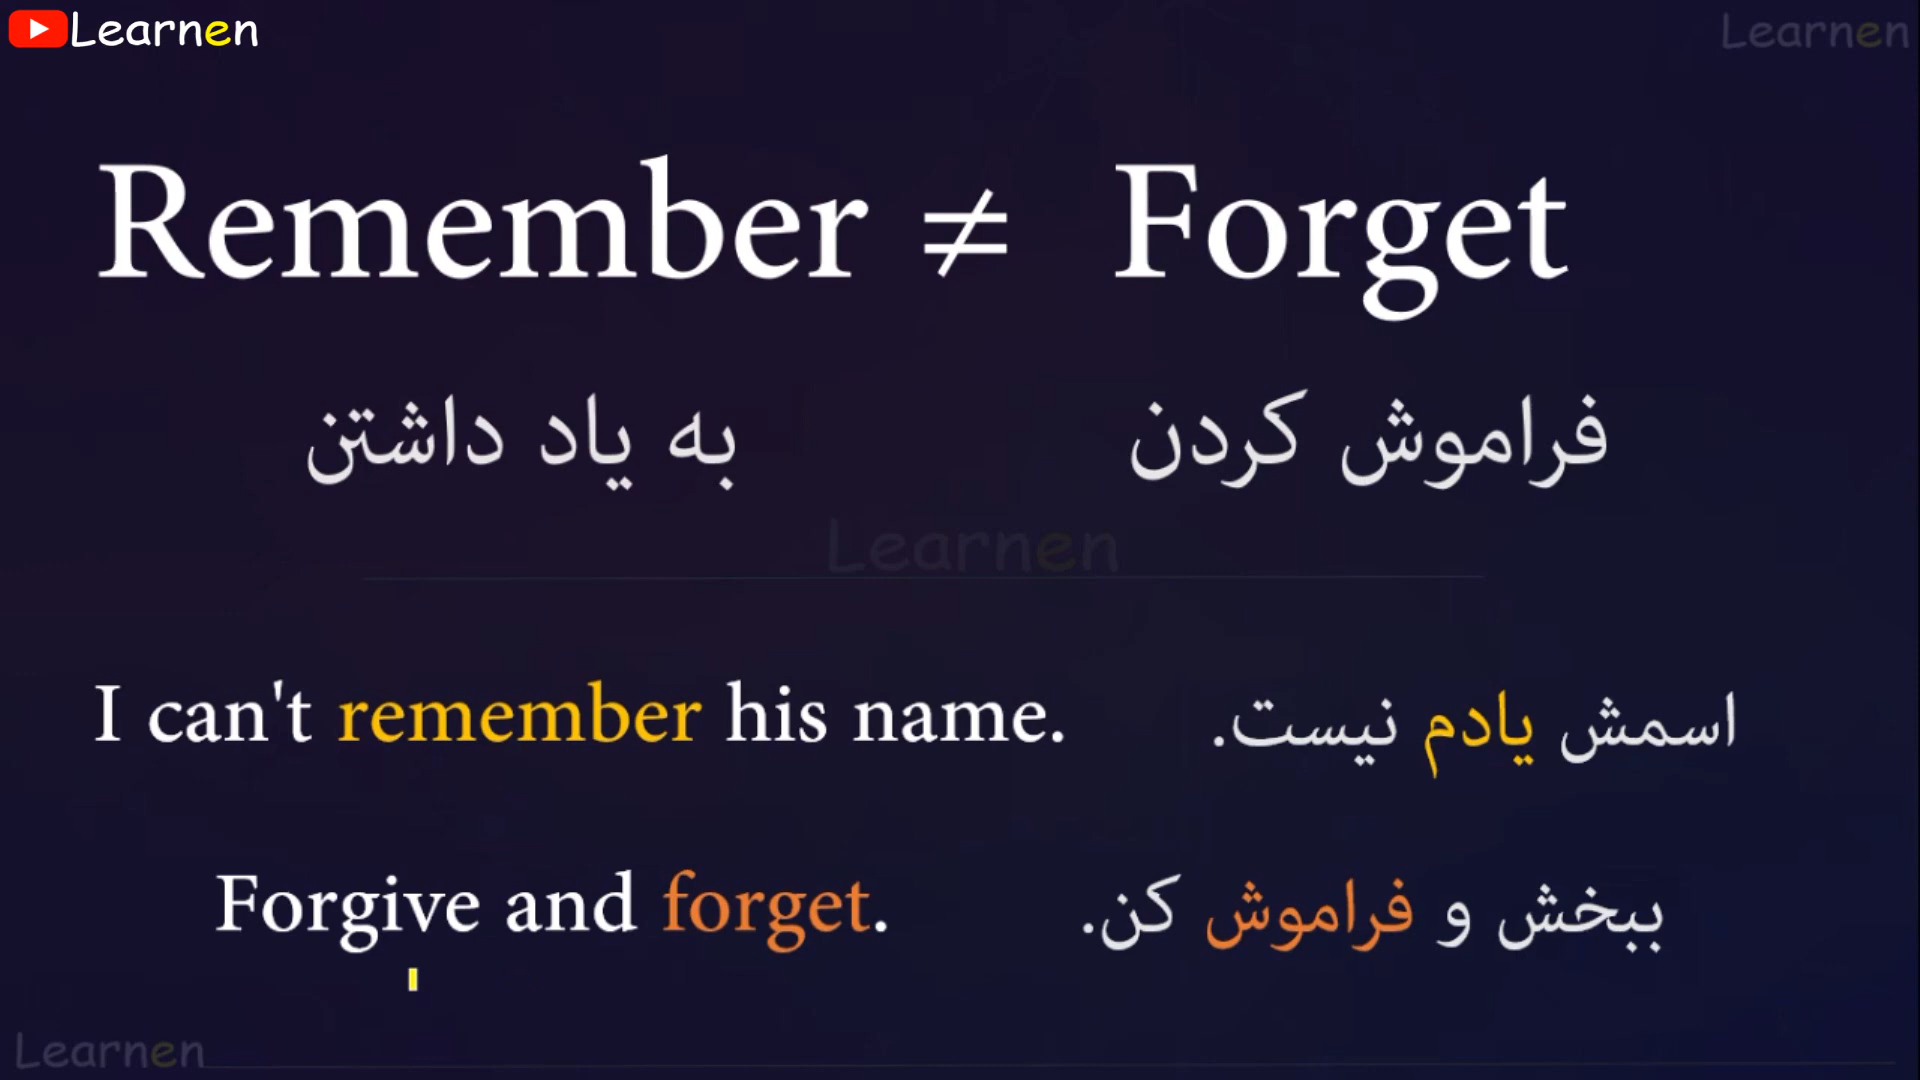 Learnen
Learnen
Remember ≠ Forget
به یاد داشتن
فراموش کردن
Learnen
I can't remember his name.
اسمش یادم نیست.
Forgive and forget.
ببخش و فراموش کن.
Learnen